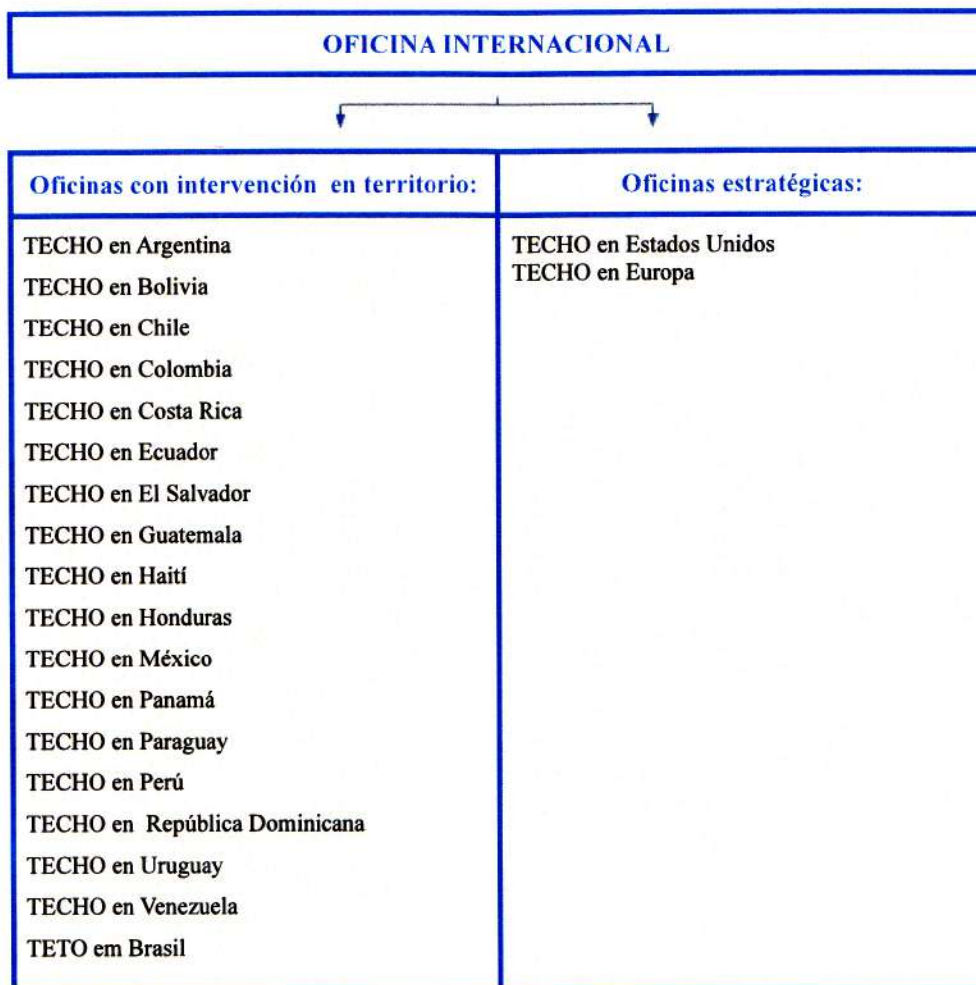 OFICINA INTERNACIONAL
Oficinas con intervención en territorio:
TECHO en Argentina
TECHO en Bolivia
TECHO en Chile
TECHO en Colombia
TECHO en Costa Rica
TECHO en Ecuador
TECHO en El Salvador
TECHO en Guatemala
TECHO en Haití
TECHO en Honduras
TECHO en México
TECHO en Panamá
TECHO en Paraguay
TECHO en Perú
TECHO en República Dominicana
TECHO en Uruguay
TECHO en Venezuela
TETO em Brasil
Oficinas estratégicas:
TECHO en Estados Unidos
TECHO en Europa